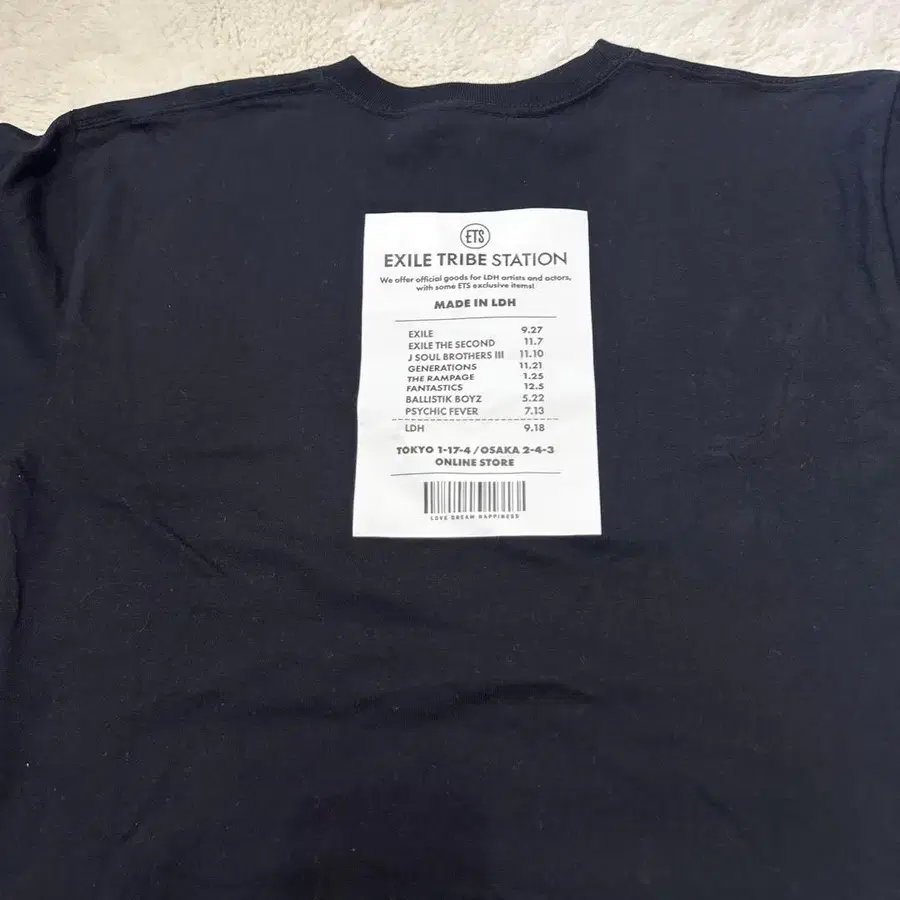 ETS
EXILE TRIBE STATION
We offer official goods for LDH artists and actors,
with some ETS exclusive items!
MADE IN LDH
EXILE 9.27
EXILE THE SECOND 11.7
J SOUL BROTHERS III 11.10
GENERATIONS 11.21
THE RAMPAGE 1.25
FANTASTICS 12.5
BALLISTIK BOYZ 5.22
PSYCHIC FEVER 7.13
LDH 9.18
TOKYO 1-17-4 / OSAKA 2-4-3
ONLINE STORE
LOVE DREAM HAPPINESS